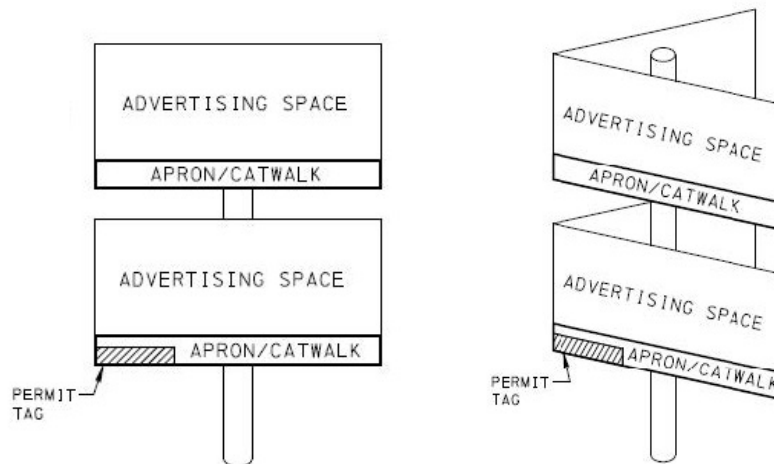 ADVERTISING SPACE
APRON/CATWALK
ADVERTISING SPACE
APRON/CATWALK
PERMIT
TAG
ADVERTISING SPACE
APRON/CATWALK
ADVERTISING SPACE
APRON/CATWALK
PERMIT
TAG